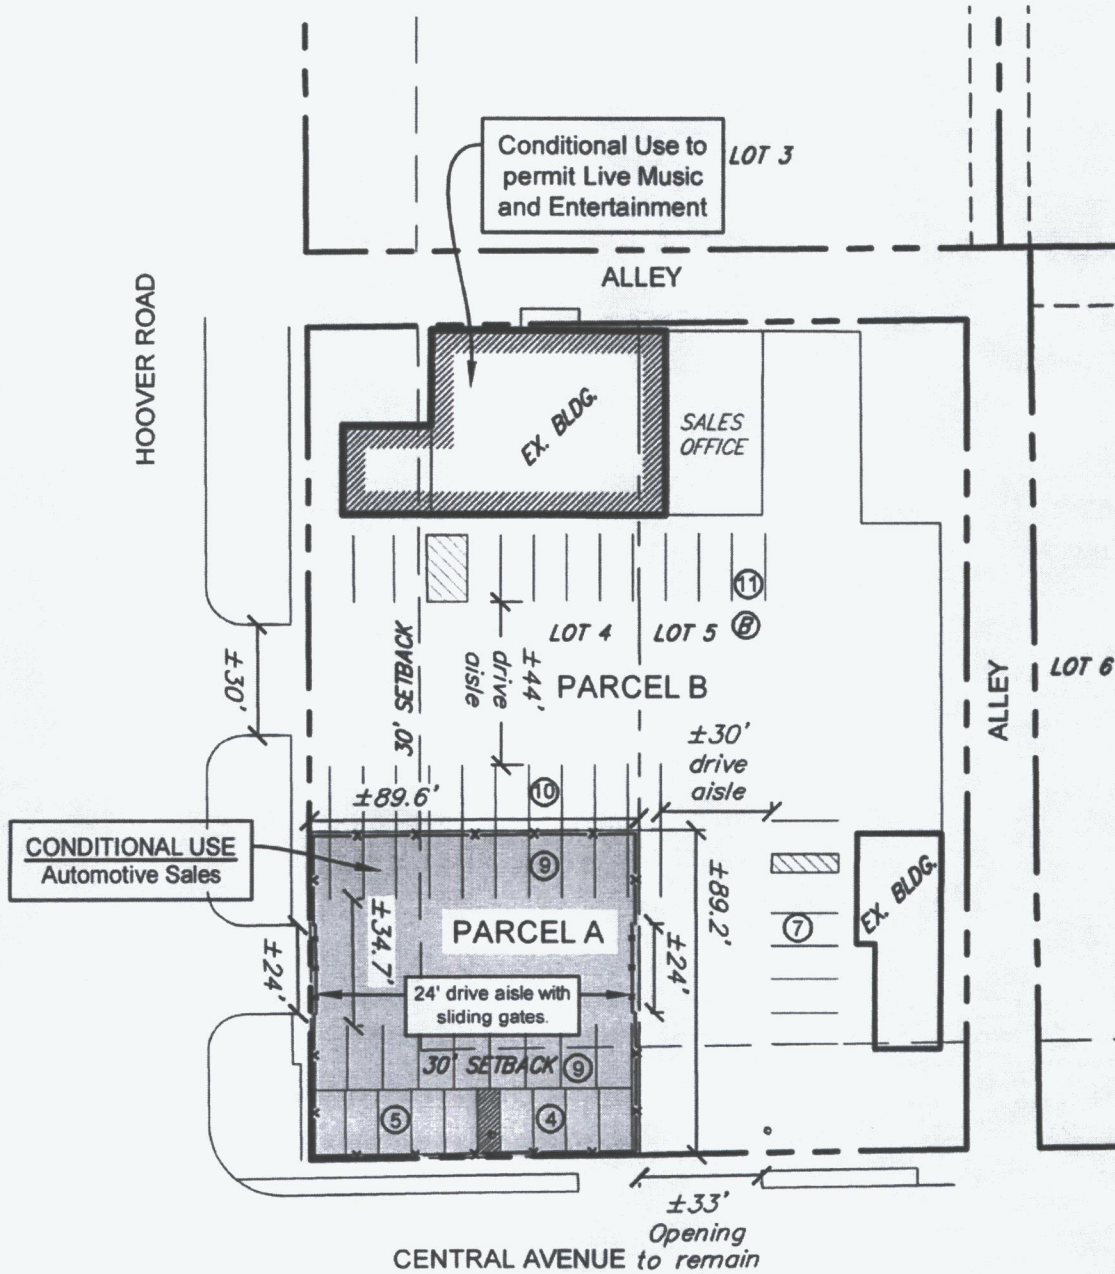 Conditional Use to
permit Live Music
and Entertainment
LOT 3
ALLEY
HOOVER ROAD
EX. BLDG.
SALES
OFFICE
11
B
LOT 4
LOT 5
30' SETBACK
±44'
drive
aisle
PARCEL B
±30'
ALLEY
LOT 6
±30'
drive
aisle
10
±89.6'
CONDITIONAL USE
Automotive Sales
9
±34.7'
PARCEL A
±89.2'
7
EX. BLDG.
±24'
±24'
24' drive aisle with
sliding gates.
30' SETBACK
9
5
4
±33'
Opening
to remain
CENTRAL AVENUE